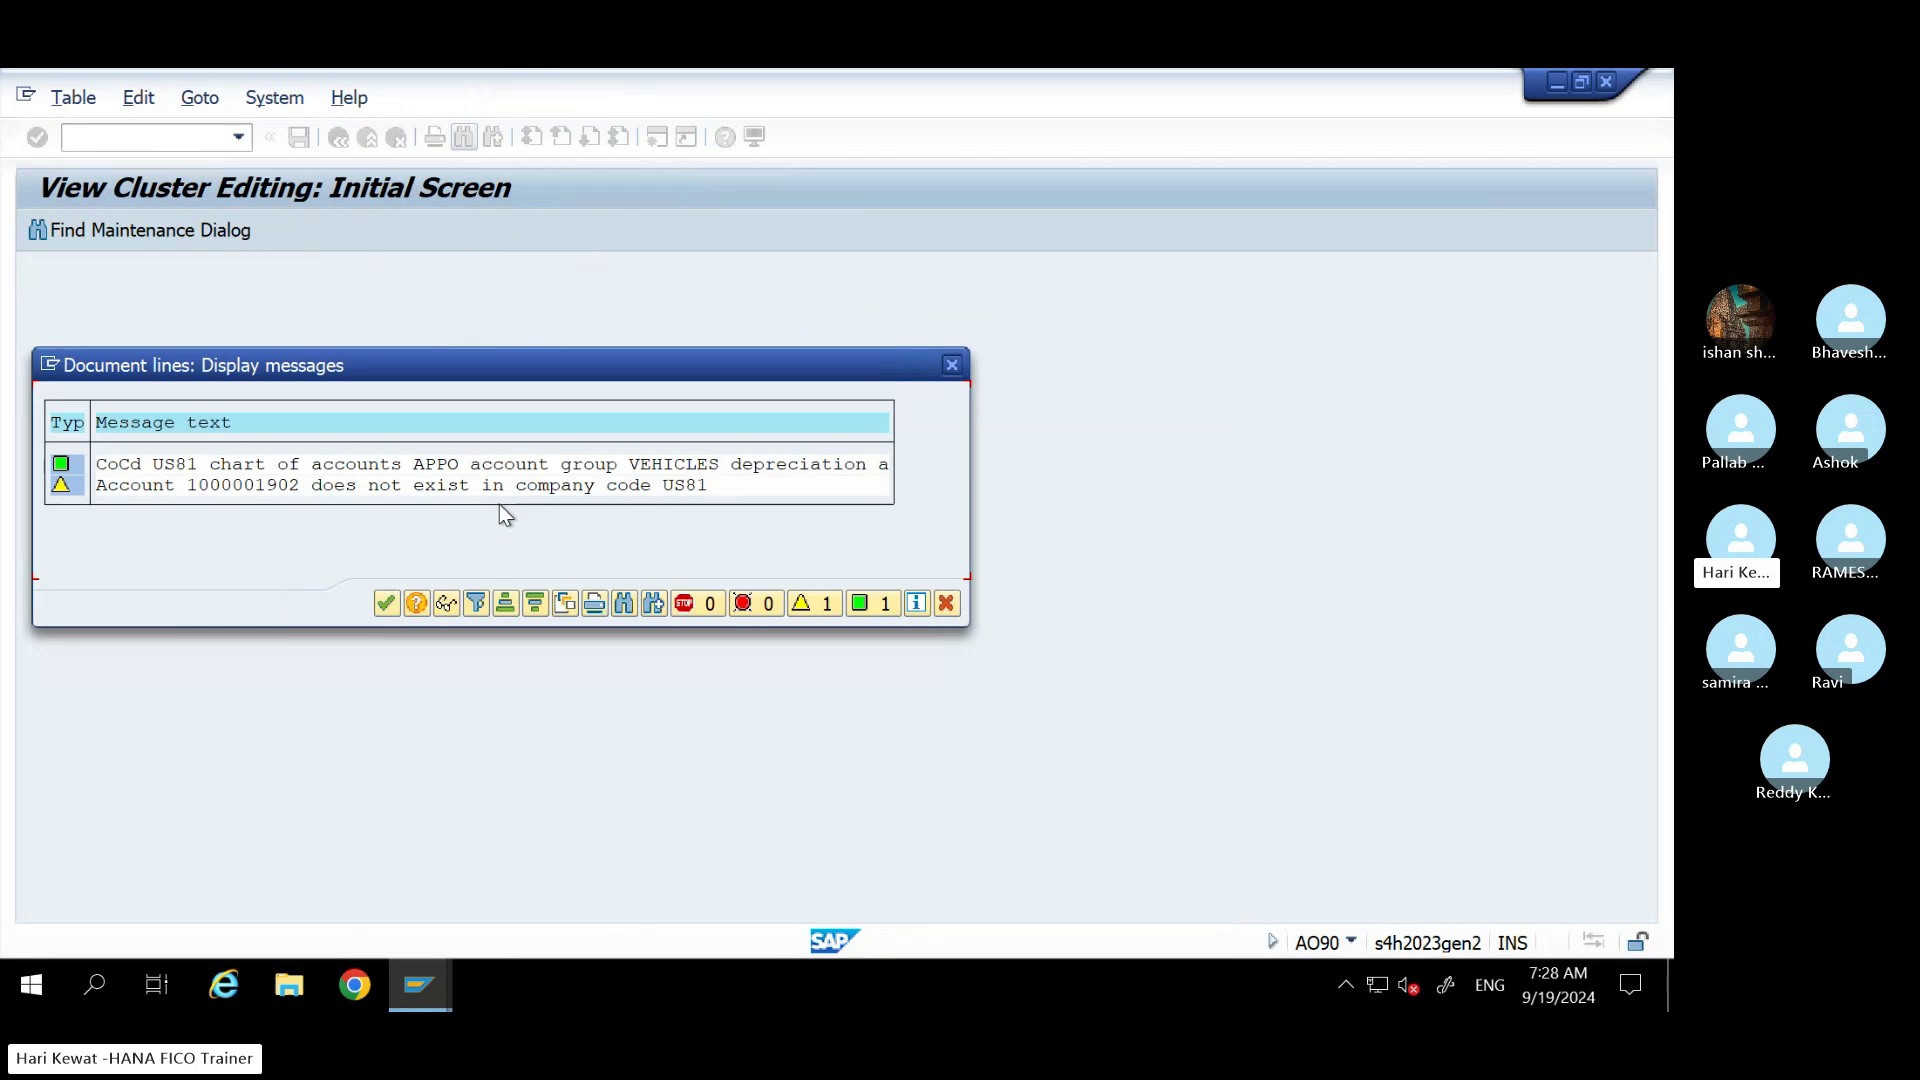 Table Edit Goto System Help
View Cluster Editing: Initial Screen
Find Maintenance Dialog
Document lines: Display messages
Typ Message text
CoCd US81 chart of accounts APPO account group VEHICLES depreciation a
Account 1000001902 does not exist in company code US81
STOP 0 0 1 1
SAP
AO90 s4h2023gen2 INS
ENG
7:28 AM
9/19/2024
ishan sh... Bhavesh...
Pallab ... Ashok
Hari Ke... RAMES...
samira ... Ravi
Reddy K...
Hari Kewat -HANA FICO Trainer